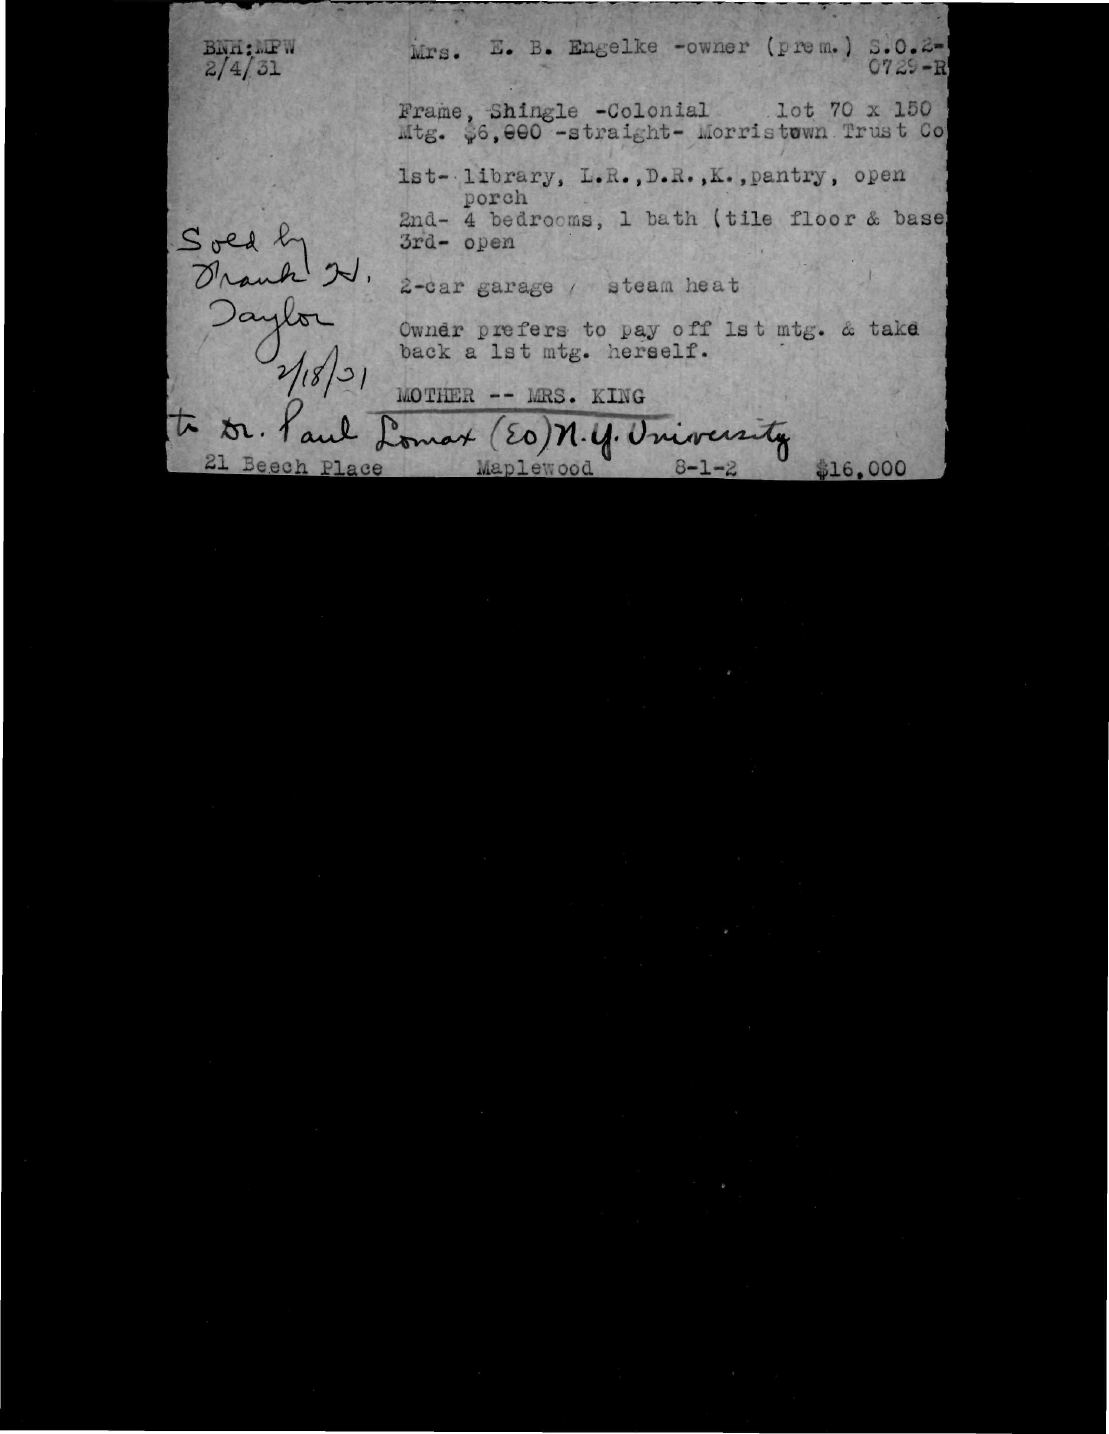 BNH:MPW
2/4/31
Mrs. E. B. Engelke -owner (prem.) S.O.2-
0729-R
Frame, Shingle -Colonial lot 70 x 150
Mtg. $6,000 -straight- Morristown Trust Co
1st- library, L.R.,D.R.,K.,pantry, open
porch
2nd- 4 bedrooms, 1 bath (tile floor & base
3rd- open
2-car garage / steam heat
Owner prefers to pay off 1st mtg. & take
back a 1st mtg. herself.
MOTHER -- MRS. KING
Sold by
Frank H.
Taylor
2/18/31
to Dr. Paul Lomax (ED) N.Y. University
21 Beech Place Maplewood 8-1-2 $16,000